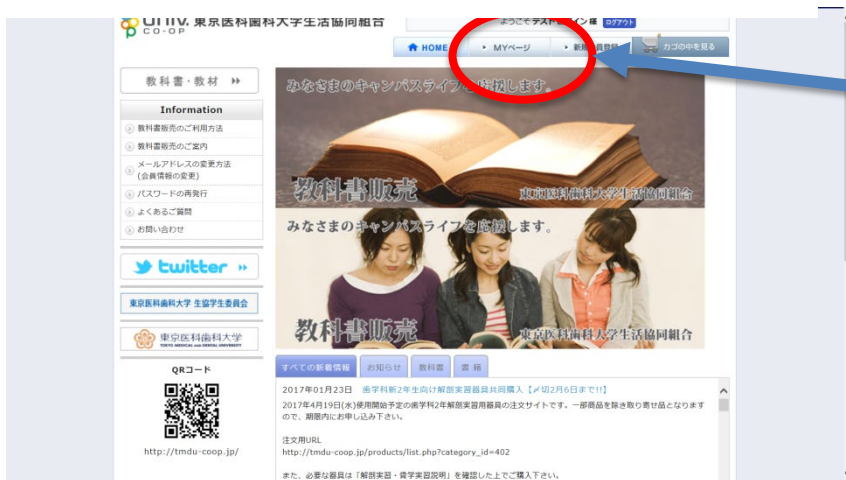 Univ. 東京医科歯科大学生活協同組合
CO-OP
ようこそ テストログイン 様 ログアウト
HOME
MYページ
カゴの中を見る
教科書・教材
Information
教科書販売のご利用方法
教科書販売のご案内
メールアドレスの変更方法
(会員情報の変更)
パスワードの再発行
よくあるご質問
お問い合わせ
twitter
東京医科歯科大学 生協学生委員会
東京医科歯科大学
TOKYO MEDICAL AND DENTAL UNIVERSITY
QRコード
http://tmdu-coop.jp/
みなさまのキャンパスライフを応援します。
教科書販売
東京医科歯科大学生活協同組合
みなさまのキャンパスライフを応援します。
教科書販売
東京医科歯科大学生活協同組合
すべての新着情報
お知らせ
教科書
書籍
2017年01月23日 歯学科新2年生向け解剖実習器具共同購入【〆切2月6日まで!!】
2017年4月19日(水)使用開始予定の歯学科2年解剖実習用器具の注文サイトです。一部商品を除き取り寄せ品となります
ので、期限内にお申し込み下さい。
注文用URL
http://tmdu-coop.jp/products/list.php?category_id=402
また、必要な器具は「解剖実習・骨学実習説明」を確認した上でご購入下さい。